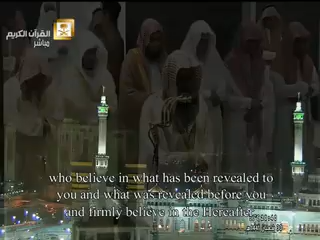 القرآن الكريم
مباشر
who believe in what has been revealed to
you and what was revealed before you
and firmly believe in the Hereafter.